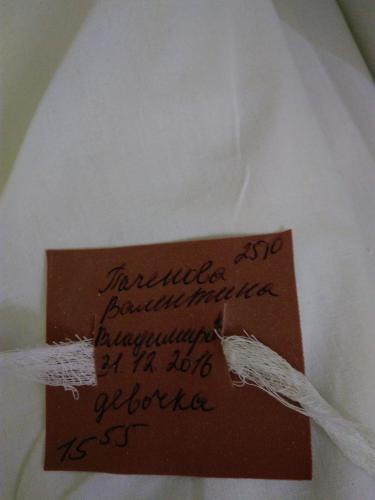 2510
Паченова
Валентина
Владимиров
31.12.2016
девочка
15 55